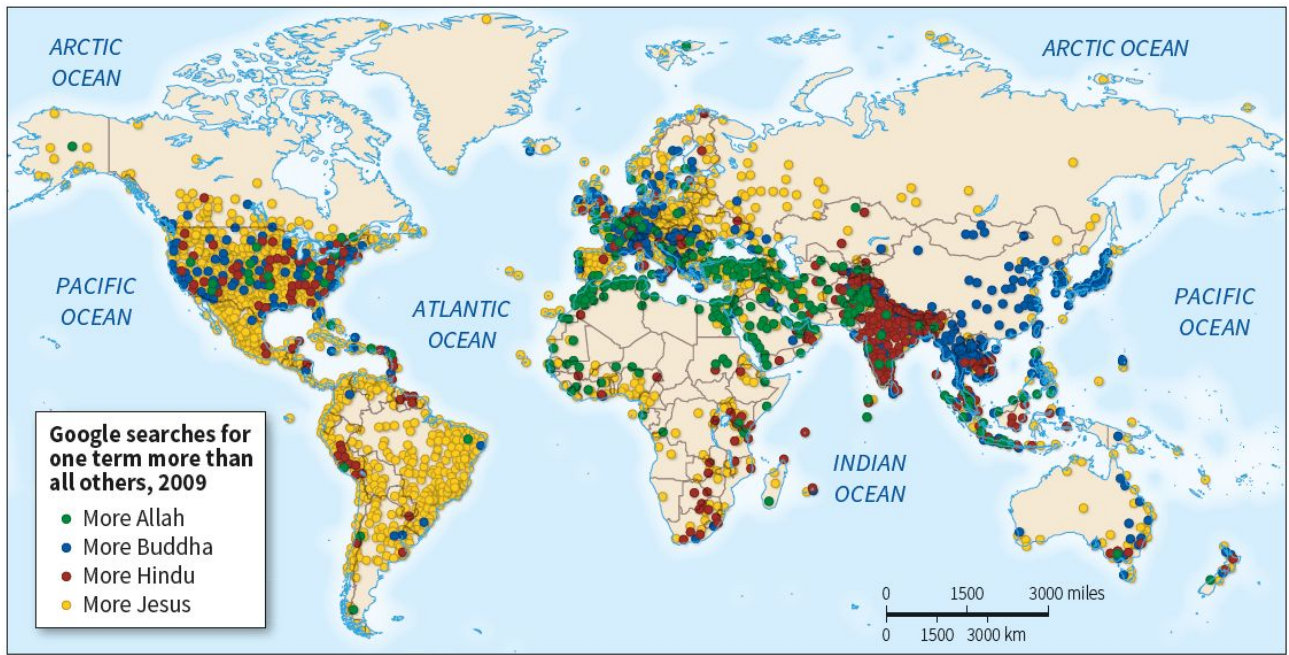 ARCTIC
OCEAN
ARCTIC OCEAN
PACIFIC
OCEAN
ATLANTIC
OCEAN
PACIFIC
OCEAN
INDIAN
OCEAN
Google searches for
one term more than
all others, 2009
More Allah
More Buddha
More Hindu
More Jesus
0 1500 3000 miles
0 1500 3000 km